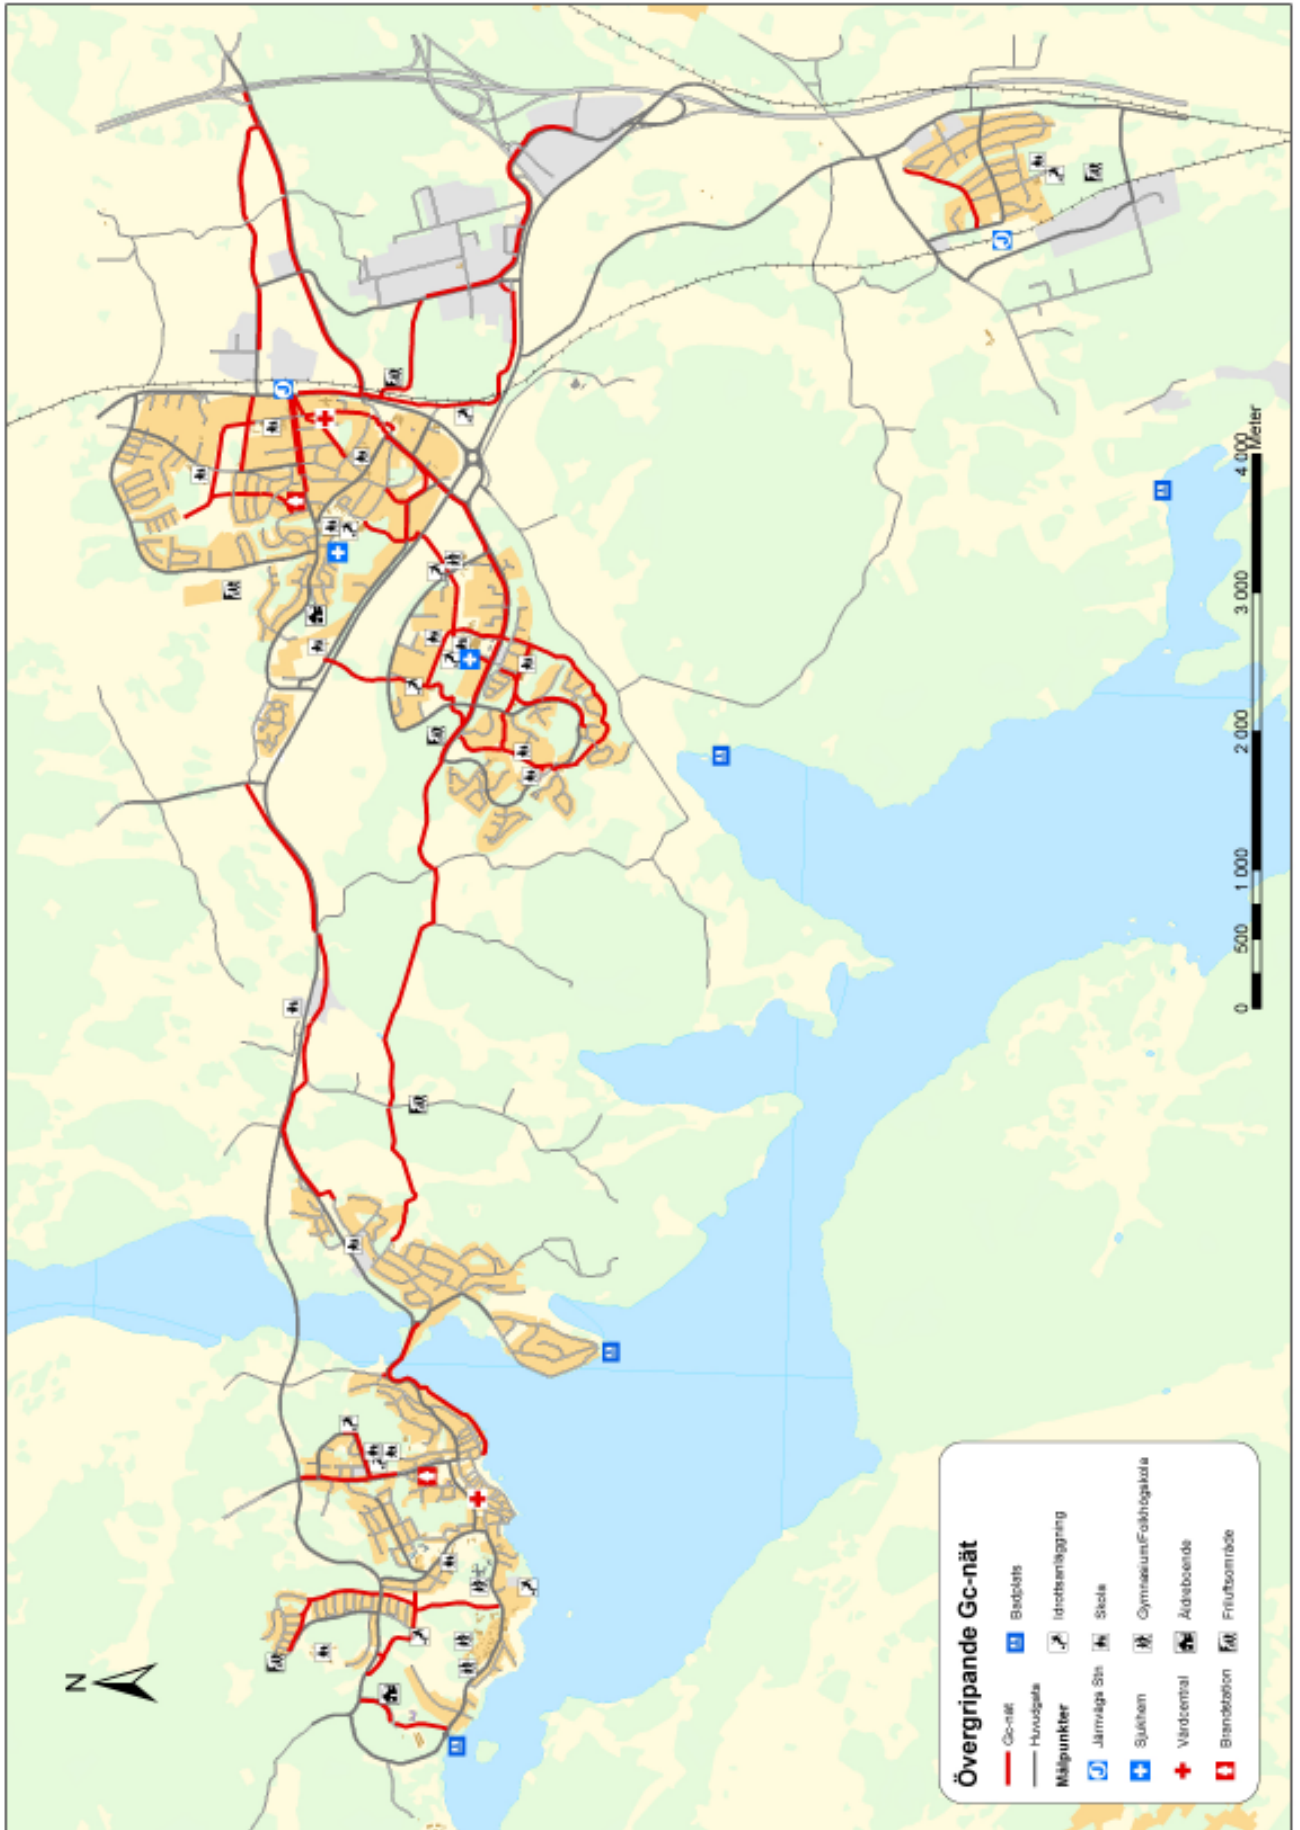 N
Övergripande Gc-nät
Gc-nät
Huvudgata
Målpunkter
Järnvägs Stn
Sjukhem
Vårdcentral
Brandstation
Badplats
Idrottsanläggning
Skola
Gymnasium/Folkhögskola
Äldreboende
Friluftsområde
0 500 1 000 2 000 3 000 4 000
Meter